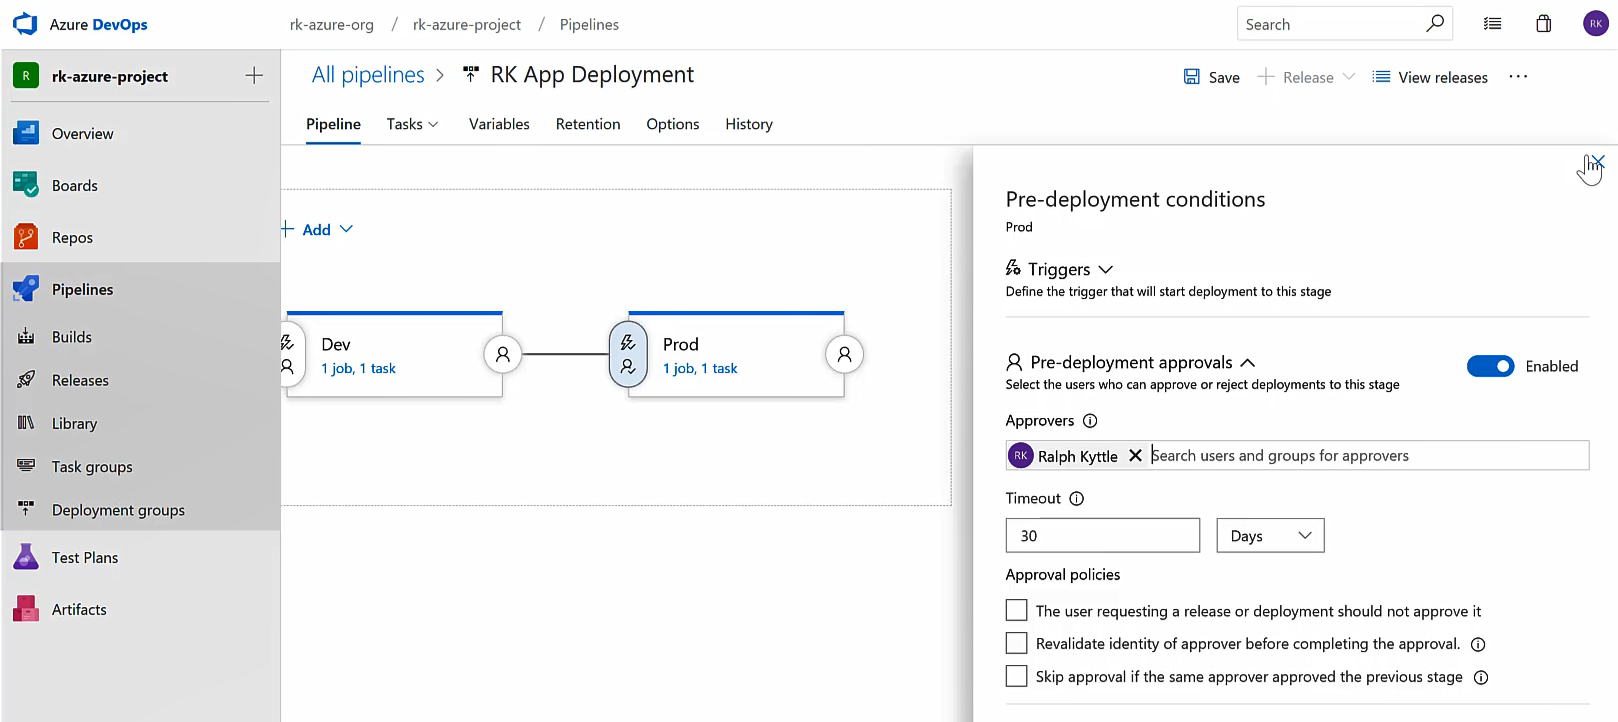 Azure DevOps
rk-azure-org / rk-azure-project / Pipelines
Search
RK
R
rk-azure-project
Overview
Boards
Repos
Pipelines
Builds
Releases
Library
Task groups
Deployment groups
Test Plans
Artifacts
All pipelines > RK App Deployment
Save
Release
View releases
Pipeline
Tasks
Variables
Retention
Options
History
Add
Dev
1 job, 1 task
Prod
1 job, 1 task
Pre-deployment conditions
Prod
Triggers
Define the trigger that will start deployment to this stage
Pre-deployment approvals
Enabled
Select the users who can approve or reject deployments to this stage
Approvers
RK Ralph Kyttle Search users and groups for approvers
Timeout
30
Days
Approval policies
The user requesting a release or deployment should not approve it
Revalidate identity of approver before completing the approval.
Skip approval if the same approver approved the previous stage